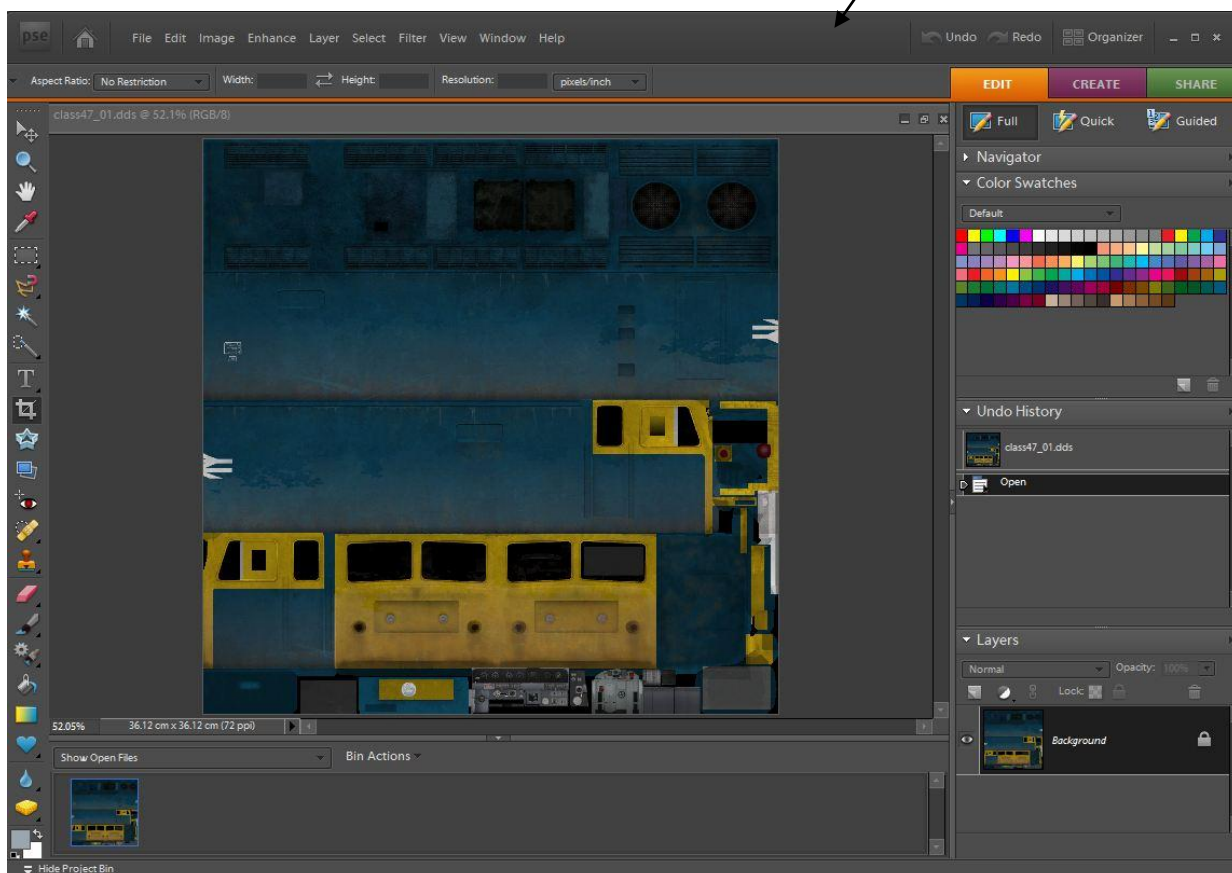 pse File Edit Image Enhance Layer Select Filter View Window Help Undo Redo Organizer
Aspect Ratio: No Restriction Width: Height: Resolution: pixels/inch EDIT CREATE SHARE
class47_01.dds @ 52.1% (RGB/8)
Full Quick Guided
Navigator
Color Swatches
Default
Undo History
class47_01.dds
Open
Layers
Normal Opacity: 100%
Lock:
Background
52.05% 36.12 cm x 36.12 cm (72 ppi)
Show Open Files Bin Actions
Hide Project Bin